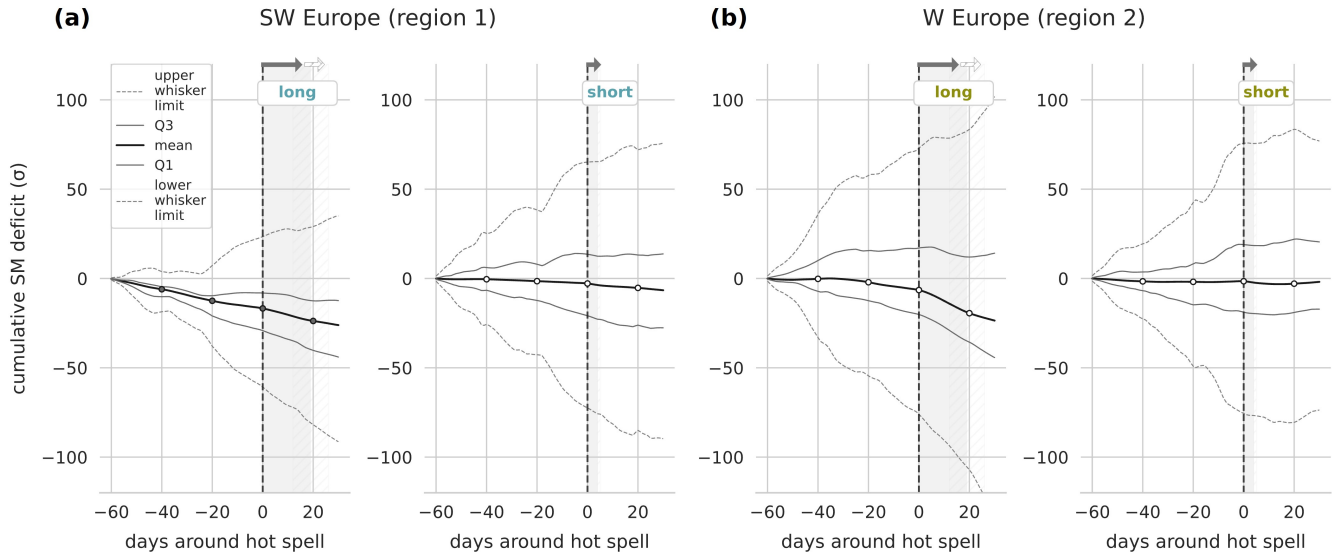 (a) SW Europe (region 1)
(b) W Europe (region 2)
upper
whisker
limit
Q3
mean
Q1
lower
whisker
limit
long
short
long
short
cumulative SM deficit (σ)
100
50
0
−50
−100
100
50
0
−50
−100
100
50
0
−50
−100
100
50
0
−50
−100
−60 −40 −20 0 20
−60 −40 −20 0 20
−60 −40 −20 0 20
−60 −40 −20 0 20
days around hot spell
days around hot spell
days around hot spell
days around hot spell